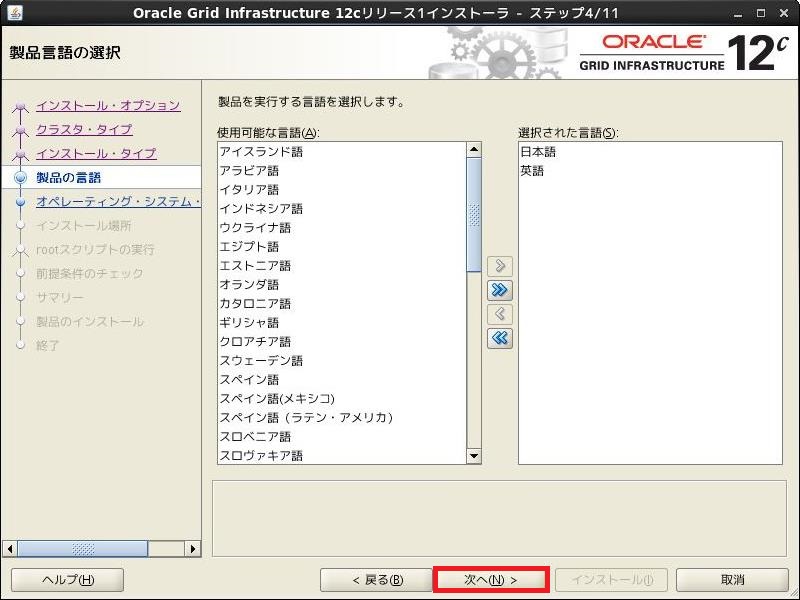 Oracle Grid Infrastructure 12cリリース1インストーラ - ステップ4/11
製品言語の選択
ORACLE
GRID INFRASTRUCTURE 12c
インストール・オプション
クラスタ・タイプ
インストール・タイプ
製品の言語
オペレーティング・システム・
インストール場所
rootスクリプトの実行
前提条件のチェック
サマリー
製品のインストール
終了
製品を実行する言語を選択します。
使用可能な言語(A):
アイスランド語
アラビア語
イタリア語
インドネシア語
ウクライナ語
エジプト語
エストニア語
オランダ語
カタロニア語
ギリシャ語
クロアチア語
スウェーデン語
スペイン語
スペイン語(メキシコ)
スペイン語（ラテン・アメリカ）
スロベニア語
スロヴァキア語
選択された言語(S):
日本語
英語
ヘルプ(H)
< 戻る(B)
次へ(N) >
インストール(I)
取消